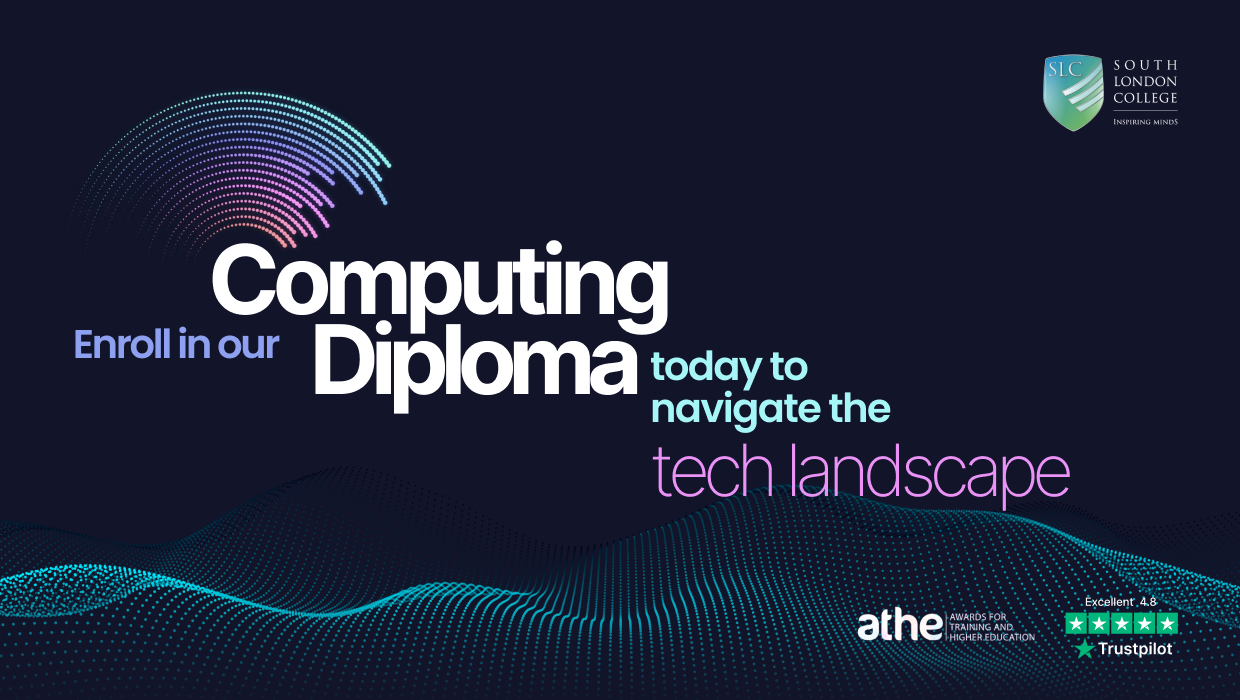 SLC
SOUTH
LONDON
COLLEGE
INSPIRING MINDS
Computing
Enroll in our
Diploma
today to
navigate the
tech landscape
athe
AWARDS FOR
TRAINING AND
HIGHER EDUCATION
Excellent 4.8
Trustpilot